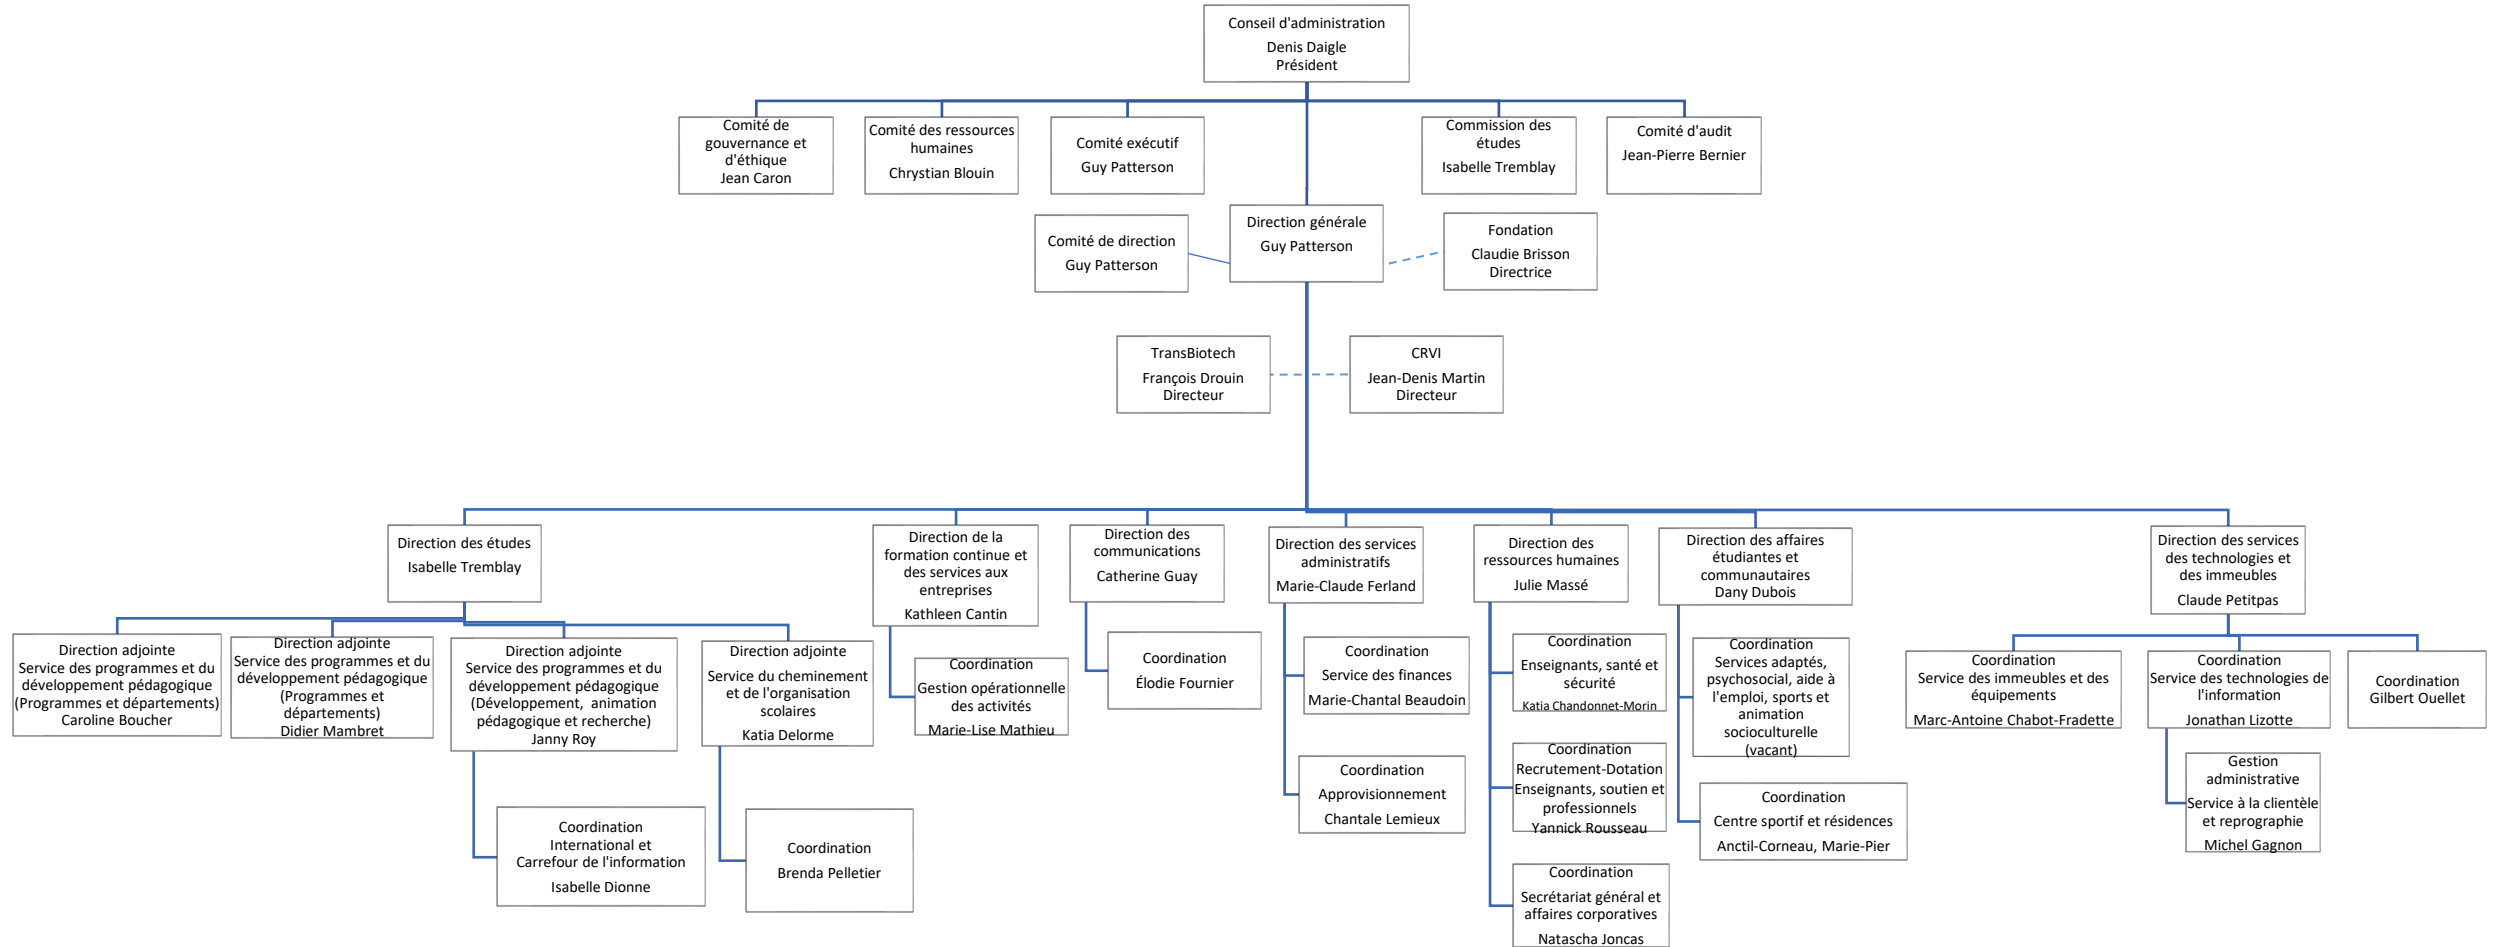 Conseil d'administration
Denis Daigle
Président
Comité de
gouvernance et
d'éthique
Jean Caron
Comité des ressources
humaines
Chrystian Blouin
Comité exécutif
Guy Patterson
Commission des
études
Isabelle Tremblay
Comité d'audit
Jean-Pierre Bernier
Comité de direction
Guy Patterson
Direction générale
Guy Patterson
Fondation
Claudie Brisson
Directrice
TransBiotech
François Drouin
Directeur
CRVI
Jean-Denis Martin
Directeur
Direction des études
Isabelle Tremblay
Direction de la
formation continue et
des services aux
entreprises
Kathleen Cantin
Direction des
communications
Catherine Guay
Direction des services
administratifs
Marie-Claude Ferland
Direction des
ressources humaines
Julie Massé
Direction des affaires
étudiantes et
communautaires
Dany Dubois
Direction des services
des technologies et
des immeubles
Claude Petitpas
Direction adjointe
Service des programmes et du
développement pédagogique
(Programmes et départements)
Caroline Boucher
Direction adjointe
Service des programmes et du
développement pédagogique
(Programmes et
départements)
Didier Mambret
Direction adjointe
Service des programmes et du
développement pédagogique
(Développement, animation
pédagogique et recherche)
Janny Roy
Direction adjointe
Service du cheminement
et de l'organisation
scolaires
Katia Delorme
Coordination
Gestion opérationnelle
des activités
Marie-Lise Mathieu
Coordination
Élodie Fournier
Coordination
Service des finances
Marie-Chantal Beaudoin
Coordination
Enseignants, santé et
sécurité
Katia Chandonnet-Morin
Coordination
Services adaptés,
psychosocial, aide à
l'emploi, sports et
animation
socioculturelle
(vacant)
Coordination
Service des immeubles et des
équipements
Marc-Antoine Chabot-Fradette
Coordination
Service des technologies de
l'information
Jonathan Lizotte
Coordination
Gilbert Ouellet
Coordination
International et
Carrefour de l'information
Isabelle Dionne
Coordination
Brenda Pelletier
Coordination
Approvisionnement
Chantale Lemieux
Coordination
Recrutement-Dotation
Enseignants, soutien et
professionnels
Yannick Rousseau
Coordination
Centre sportif et résidences
Anctil-Corneau, Marie-Pier
Gestion
administrative
Service à la clientèle
et reprographie
Michel Gagnon
Coordination
Secrétariat général et
affaires corporatives
Natascha Joncas